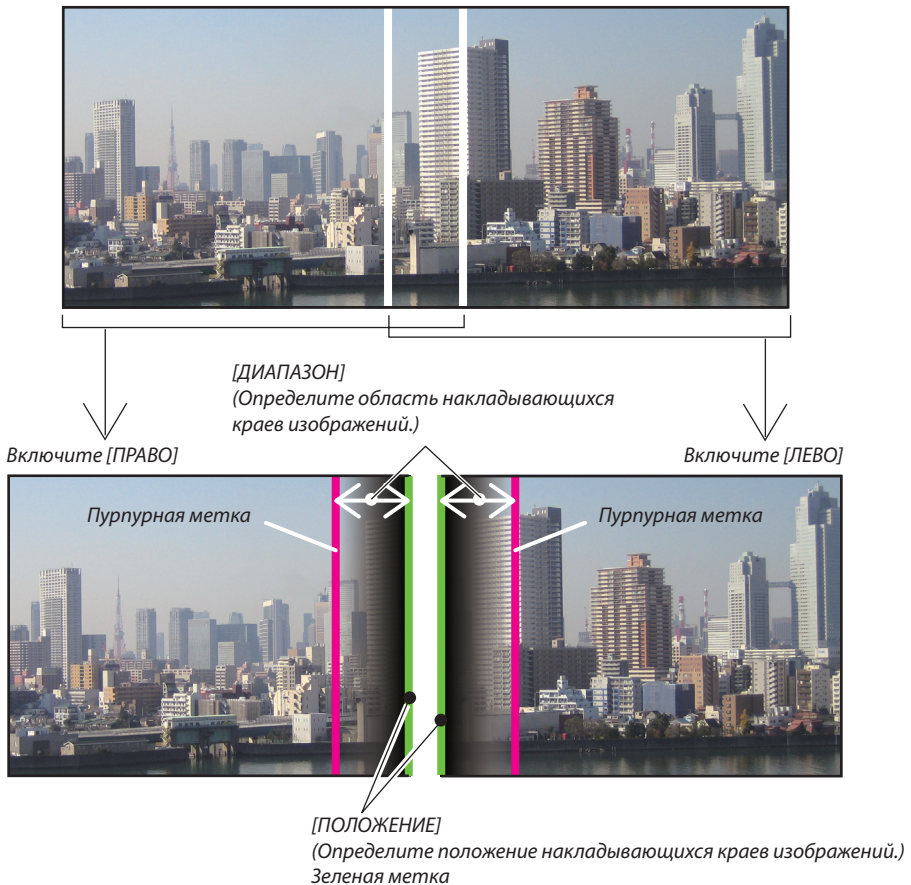 [ДИАПАЗОН]
(Определите область накладывающихся
краев изображений.)
Включите [ПРАВО]
Включите [ЛЕВО]
Пурпурная метка
Пурпурная метка
[ПОЛОЖЕНИЕ]
(Определите положение накладывающихся краев изображений.)
Зеленая метка